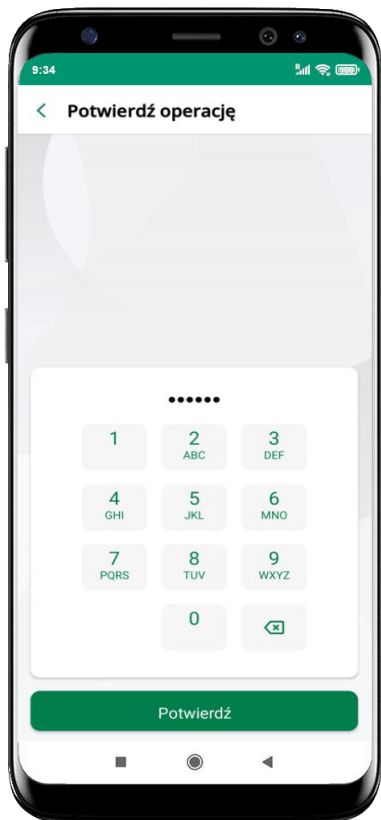 9:34
R
100
Potwierdź operację
••••••
1
2
3
ABC
DEF
4
5
6
GHI
JKL
MNO
7
8
9
PQRS
TUV
WXYZ
0
Potwierdź